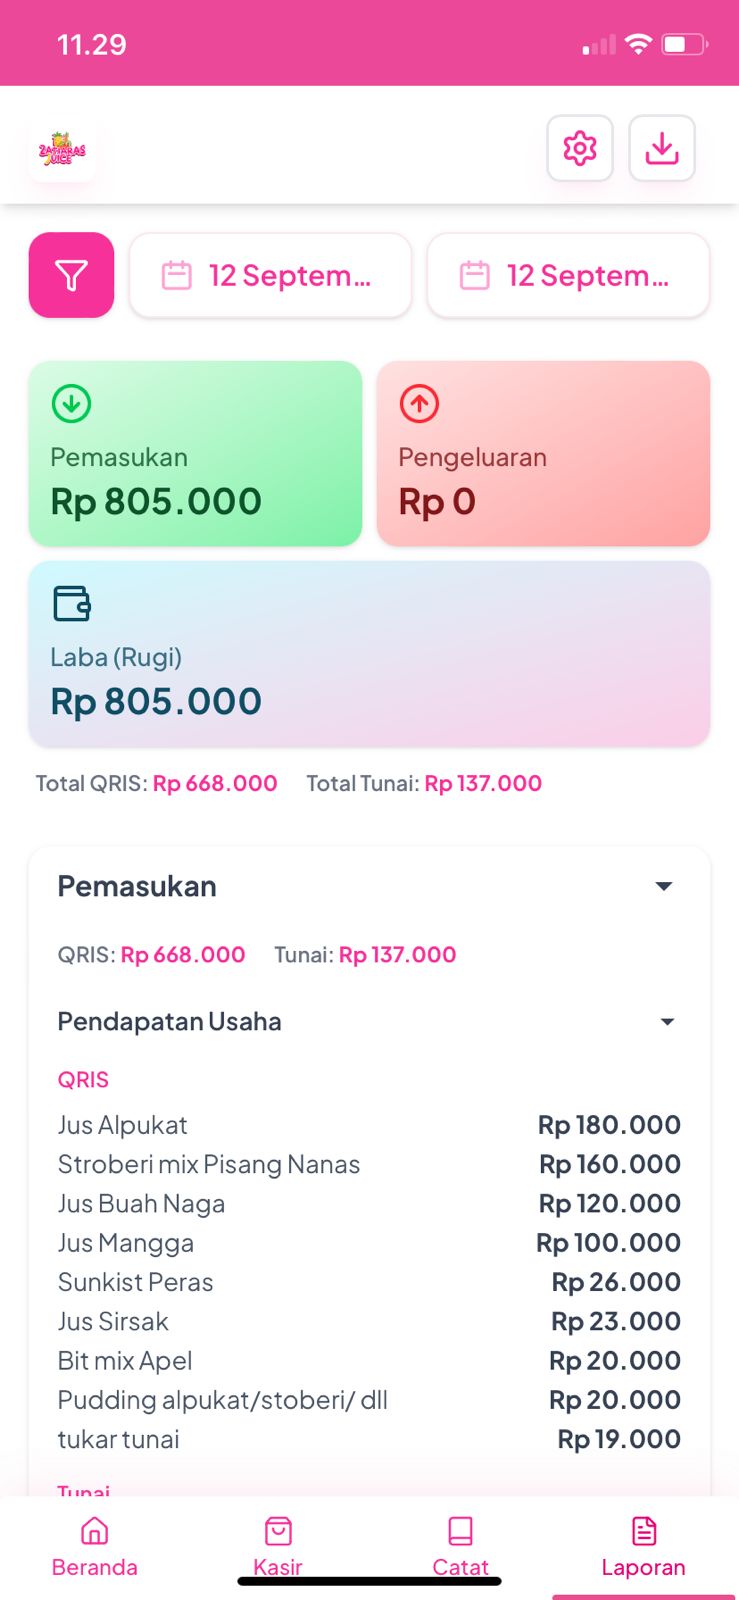 11.29
ZATIARAS
JUICE
12 Septem...
12 Septem...
Pemasukan
Rp 805.000
Pengeluaran
Rp 0
Laba (Rugi)
Rp 805.000
Total QRIS: Rp 668.000 Total Tunai: Rp 137.000
Pemasukan
QRIS: Rp 668.000 Tunai: Rp 137.000
Pendapatan Usaha
QRIS
Jus Alpukat Rp 180.000
Stroberi mix Pisang Nanas Rp 160.000
Jus Buah Naga Rp 120.000
Jus Mangga Rp 100.000
Sunkist Peras Rp 26.000
Jus Sirsak Rp 23.000
Bit mix Apel Rp 20.000
Pudding alpukat/stoberi/ dll Rp 20.000
tukar tunai Rp 19.000
Tunai
Beranda Kasir Catat Laporan